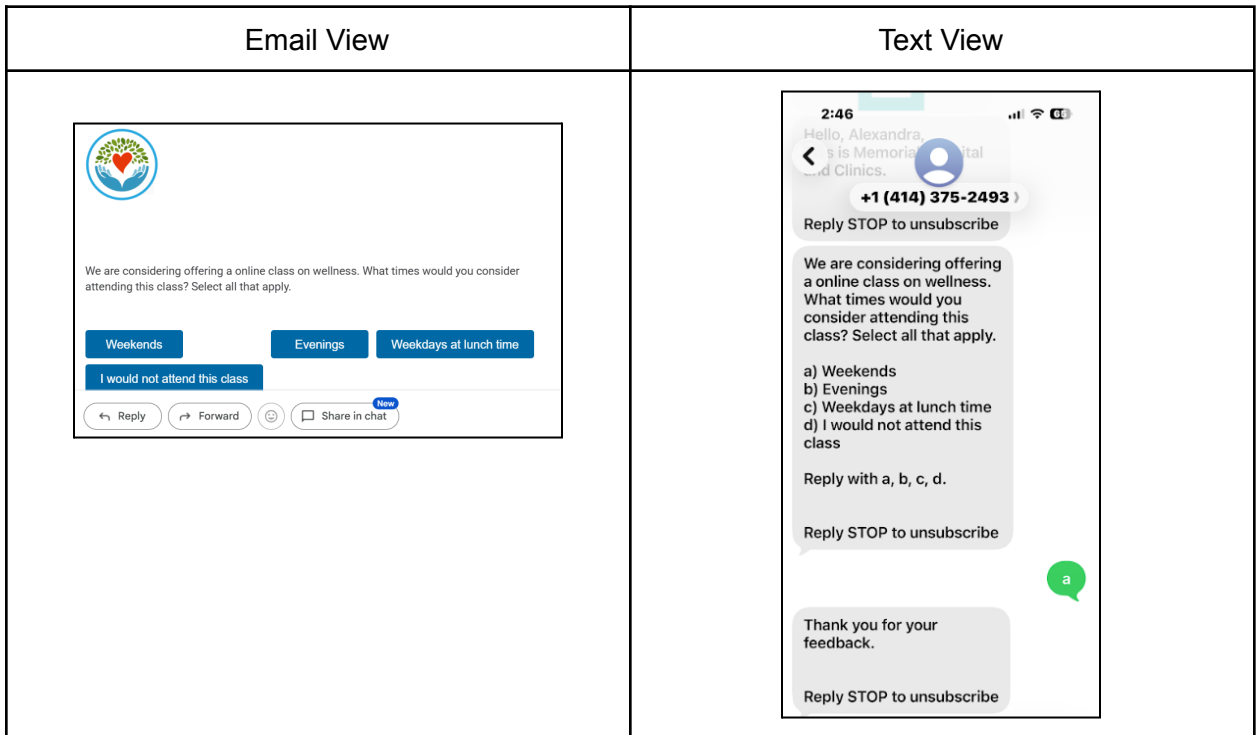 Email View
Text View
We are considering offering a online class on wellness. What times would you consider
attending this class? Select all that apply.
Weekends
Evenings
Weekdays at lunch time
I would not attend this class
Reply
Forward
Share in chat
New
2:46
Hello, Alexandra,
s is Memorial ital
and Clinics.
+1 (414) 375-2493
Reply STOP to unsubscribe
We are considering offering
a online class on wellness.
What times would you
consider attending this
class? Select all that apply.
a) Weekends
b) Evenings
c) Weekdays at lunch time
d) I would not attend this
class
Reply with a, b, c, d.
Reply STOP to unsubscribe
a
Thank you for your
feedback.
Reply STOP to unsubscribe